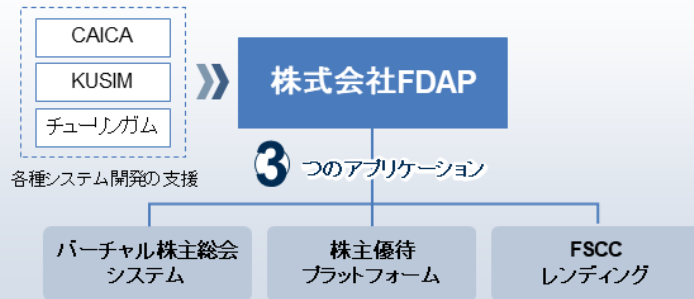 CAICA
KUSIM
チューリンガム
各種システム開発の支援
株式会社FDAP
3つのアプリケーション
バーチャル株主総会
システム
株主優待
プラットフォーム
FSCC
レンディング